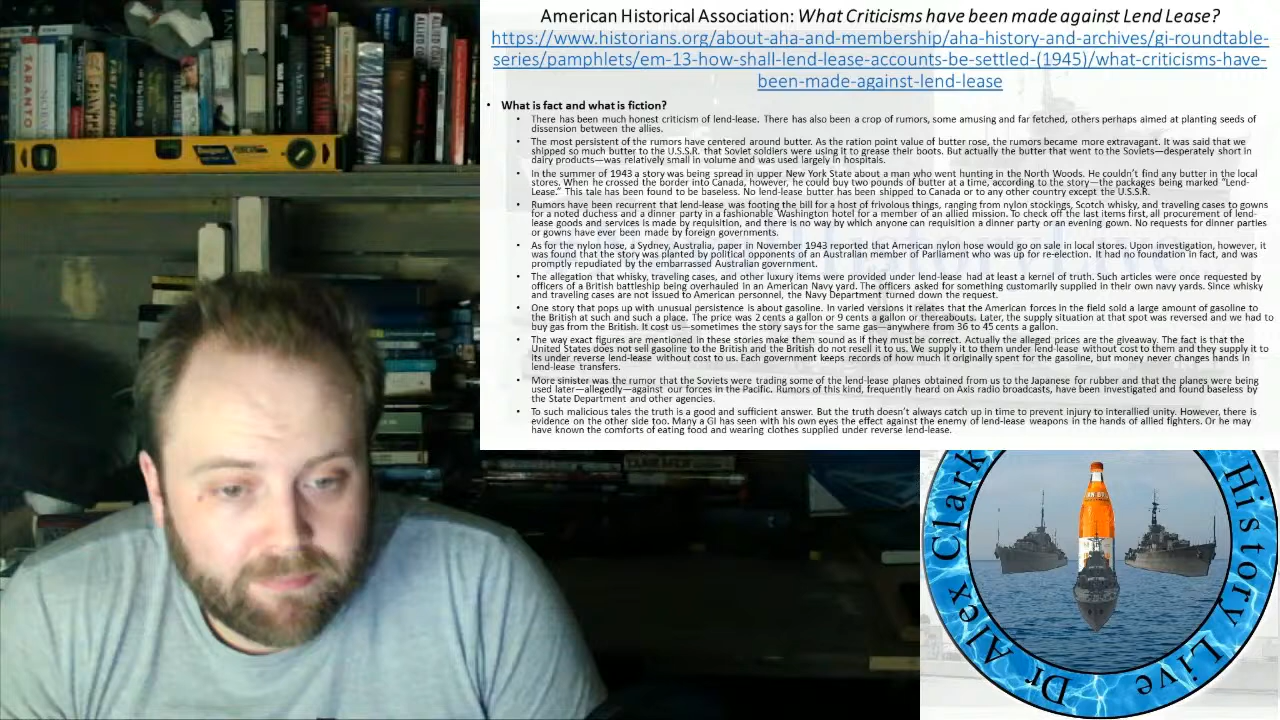 American Historical Association: What Criticisms have been made against Lend Lease?
https://www.historians.org/about-aha-and-membership/aha-history-and-archives/gi-roundtable-
series/pamphlets/em-13-how-shall-lend-lease-accounts-be-settled-(1945)/what-criticisms-have-
been-made-against-lend-lease
• What is fact and what is fiction?
• There has been much honest criticism of lend-lease. There has also been a crop of rumors, some amusing and far fetched, others perhaps aimed at planting seeds of
dissension between the allies.
• The most persistent of the rumors have centered around butter. As the ration point value of butter rose, the rumors became more extravagant. It was said that we
shipped so much butter to the U.S.S.R. that Soviet soldiers were using it to grease their boots. But actually the butter that went to the Soviets—desperately short in
dairy products—was relatively small in volume and was used largely in hospitals.
• In the summer of 1943 a story was being spread in upper New York State about a man who went hunting in the North Woods. He couldn't find any butter in the local
stores. When he crossed the border into Canada, however, he could buy two pounds of butter at a time, according to the story—the packages being marked "Lend-
Lease." This tale has been found to be baseless. No lend-lease butter has been shipped to Canada or to any other country except the U.S.S.R.
• Rumors have been recurrent that lend-lease was footing the bill for a host of frivolous things, ranging from nylon stockings, Scotch whisky, and traveling cases to gowns
for a noted duchess and a dinner party in a fashionable Washington hotel for a member of an allied mission. To check off the last items first, all procurement of lend-
lease goods and services is made by requisition, and there is no way by which anyone can requisition a dinner party or an evening gown. No requests for dinner parties
or gowns have ever been made by foreign governments.
• As for the nylon hose, a Sydney, Australia, paper in November 1943 reported that American nylon hose would go on sale in local stores. Upon investigation, however, it
was found that the story was planted by political opponents of an Australian member of Parliament who was up for re-election. It had no foundation in fact, and was
promptly repudiated by the embarrassed Australian government.
• The allegation that whisky, traveling cases, and other luxury items were provided under lend-lease had at least a kernel of truth. Such articles were once requested by
officers of a British battleship being overhauled in an American Navy yard. The officers asked for something customarily supplied in their own navy yards. Since whisky
and traveling cases are not issued to American personnel, the Navy Department turned down the request.
• One story that pops up with unusual persistence is about gasoline. In varied versions it relates that the American forces in the field sold a large amount of gasoline to
the British at such and such a place. The price was 2 cents a gallon or 9 cents a gallon or thereabouts. Later, the supply situation at that spot was reversed and we had to
buy gas from the British. It cost us—sometimes the story says for the same gas—anywhere from 36 to 45 cents a gallon.
• The way exact figures are mentioned in these stories make them sound as if they must be correct. Actually the alleged prices are the giveaway. The fact is that the
United States does not sell gasoline to the British and the British do not resell it to us. We supply it to them under lend-lease without cost to them and they supply it to
us under reverse lend-lease without cost to us. Each government keeps records of how much it originally spent for the gasoline, but money never changes hands in
lend-lease transfers.
• More sinister was the rumor that the Soviets were trading some of the lend-lease planes obtained from us to the Japanese for rubber and that the planes were being
used later—allegedly—against our forces in the Pacific. Rumors of this kind, frequently heard on Axis radio broadcasts, have been investigated and found baseless by
the State Department and other agencies.
• To such malicious tales the truth is a good and sufficient answer. But the truth doesn't always catch up in time to prevent injury to interallied unity. However, there is
evidence on the other side too. Many a GI has seen with his own eyes the effect against the enemy of lend-lease weapons in the hands of allied fighters. Or he may
have known the comforts of eating food and wearing clothes supplied under reverse lend-lease.
TARANTO
Dr Alex Clark
History Live